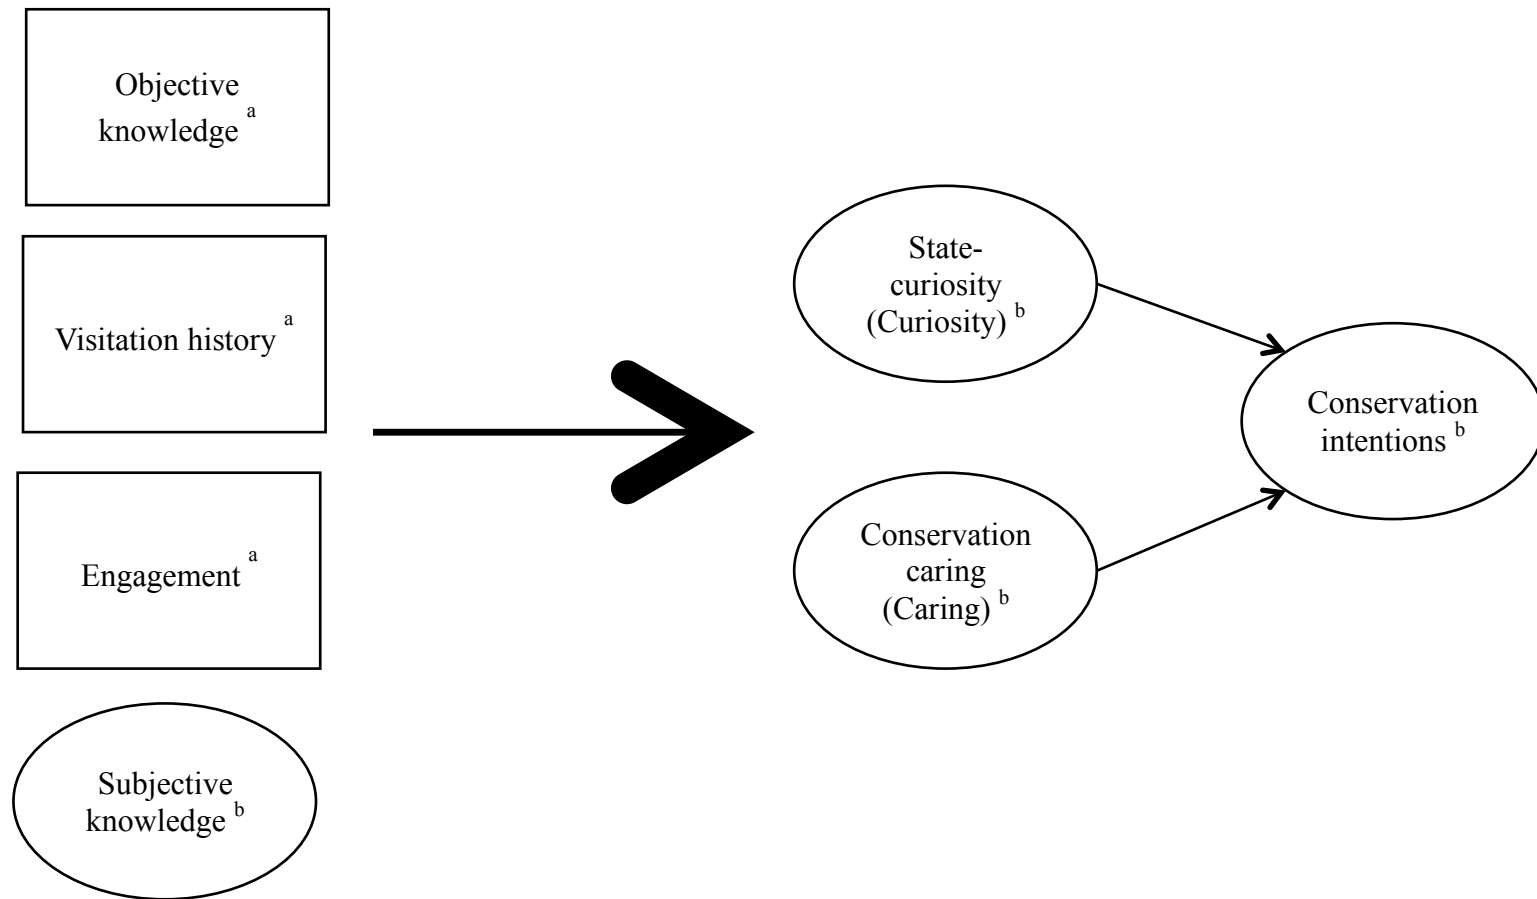 Objective
knowledge a
Visitation history a
Engagement a
Subjective
knowledge b
State-
curiosity
(Curiosity) b
Conservation
caring
(Caring) b
Conservation
intentions b